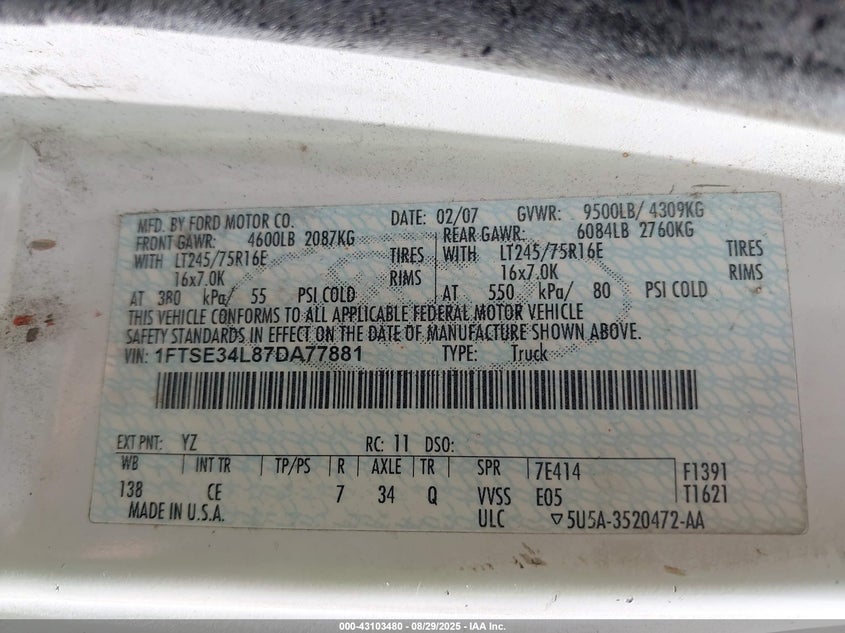 MFD. BY FORD MOTOR CO. DATE: 02/07 GVWR: 9500LB/ 4309KG
FRONT GAWR: 4600LB 2087KG REAR GAWR: 6084LB 2760KG
WITH LT245/75R16E TIRES WITH LT245/75R16E TIRES
16x7.0K RIMS 16x7.0K RIMS
AT 380 kPa/ 55 PSI COLD AT 550 kPa/ 80 PSI COLD
THIS VEHICLE CONFORMS TO ALL APPLICABLE FEDERAL MOTOR VEHICLE
SAFETY STANDARDS IN EFFECT ON THE DATE OF MANUFACTURE SHOWN ABOVE.
VIN: 1FTSE34L87DA77881 TYPE: Truck
EXT PNT: YZ RC: 11 DSO:
WB INT TR TP/PS R AXLE TR SPR 7E414 F1391
138 CE 7 34 Q VVSS E05 T1621
MADE IN U.S.A. ULC ▽5U5A-3520472-AA
000-43103480 - 08/29/2025 - IAA Inc.